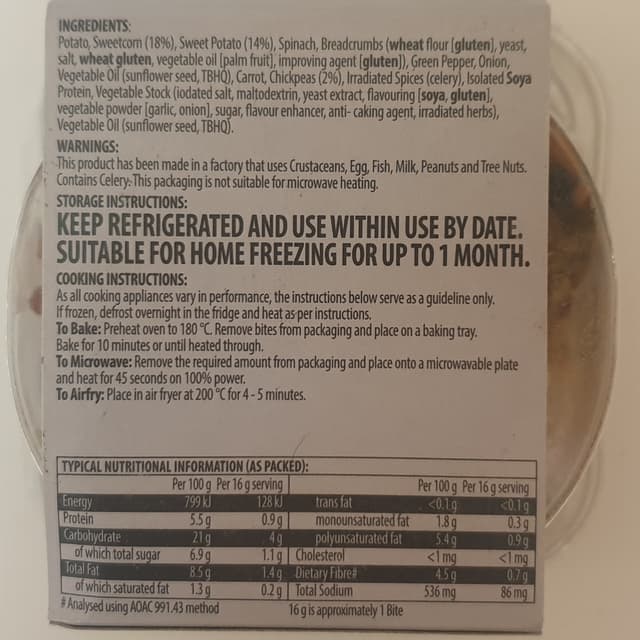 INGREDIENTS:
Potato, Sweetcorn (18%), Sweet Potato (14%), Spinach, Breadcrumbs (wheat flour [gluten], yeast,
salt, wheat gluten, vegetable oil [palm fruit], improving agent [gluten]), Green Pepper, Onion,
Vegetable Oil (sunflower seed, TBHQ), Carrot, Chickpeas (2%), Irradiated Spices (celery), Isolated Soya
Protein, Vegetable Stock (iodated salt, maltodextrin, yeast extract, flavouring [soya, gluten],
vegetable powder [garlic, onion], sugar, flavour enhancer, anti- caking agent, irradiated herbs),
Vegetable Oil (sunflower seed, TBHQ).
WARNINGS:
This product has been made in a factory that uses Crustaceans, Egg, Fish, Milk, Peanuts and Tree Nuts.
Contains Celery. This packaging is not suitable for microwave heating.
STORAGE INSTRUCTIONS:
KEEP REFRIGERATED AND USE WITHIN USE BY DATE.
SUITABLE FOR HOME FREEZING FOR UP TO 1 MONTH.
COOKING INSTRUCTIONS:
As all cooking appliances vary in performance, the instructions below serve as a guideline only.
If frozen, defrost overnight in the fridge and heat as per instructions.
To Bake: Preheat oven to 180 °C. Remove bites from packaging and place on a baking tray.
Bake for 10 minutes or until heated through.
To Microwave: Remove the required amount from packaging and place onto a microwavable plate
and heat for 45 seconds on 100% power.
To Airfry: Place in air fryer at 200 °C for 4 - 5 minutes.
TYPICAL NUTRITIONAL INFORMATION (AS PACKED):
Per 100 g Per 16 g serving Per 100 g Per 16 g serving
Energy 799 kJ 128 kJ trans fat <0.1 g <0.1 g
Protein 5.5 g 0.9 g monounsaturated fat 1.8 g 0.3 g
Carbohydrate 21 g 4 g polyunsaturated fat 5.4 g 0.9 g
of which total sugar 6.9 g 1.1 g Cholesterol <1 mg <1 mg
Total Fat 8.5 g 1.4 g Dietary Fibre# 4.5 g 0.7 g
of which saturated fat 1.3 g 0.2 g Total Sodium 536 mg 86 mg
# Analysed using AOAC 991.43 method 16 g is approximately 1 Bite